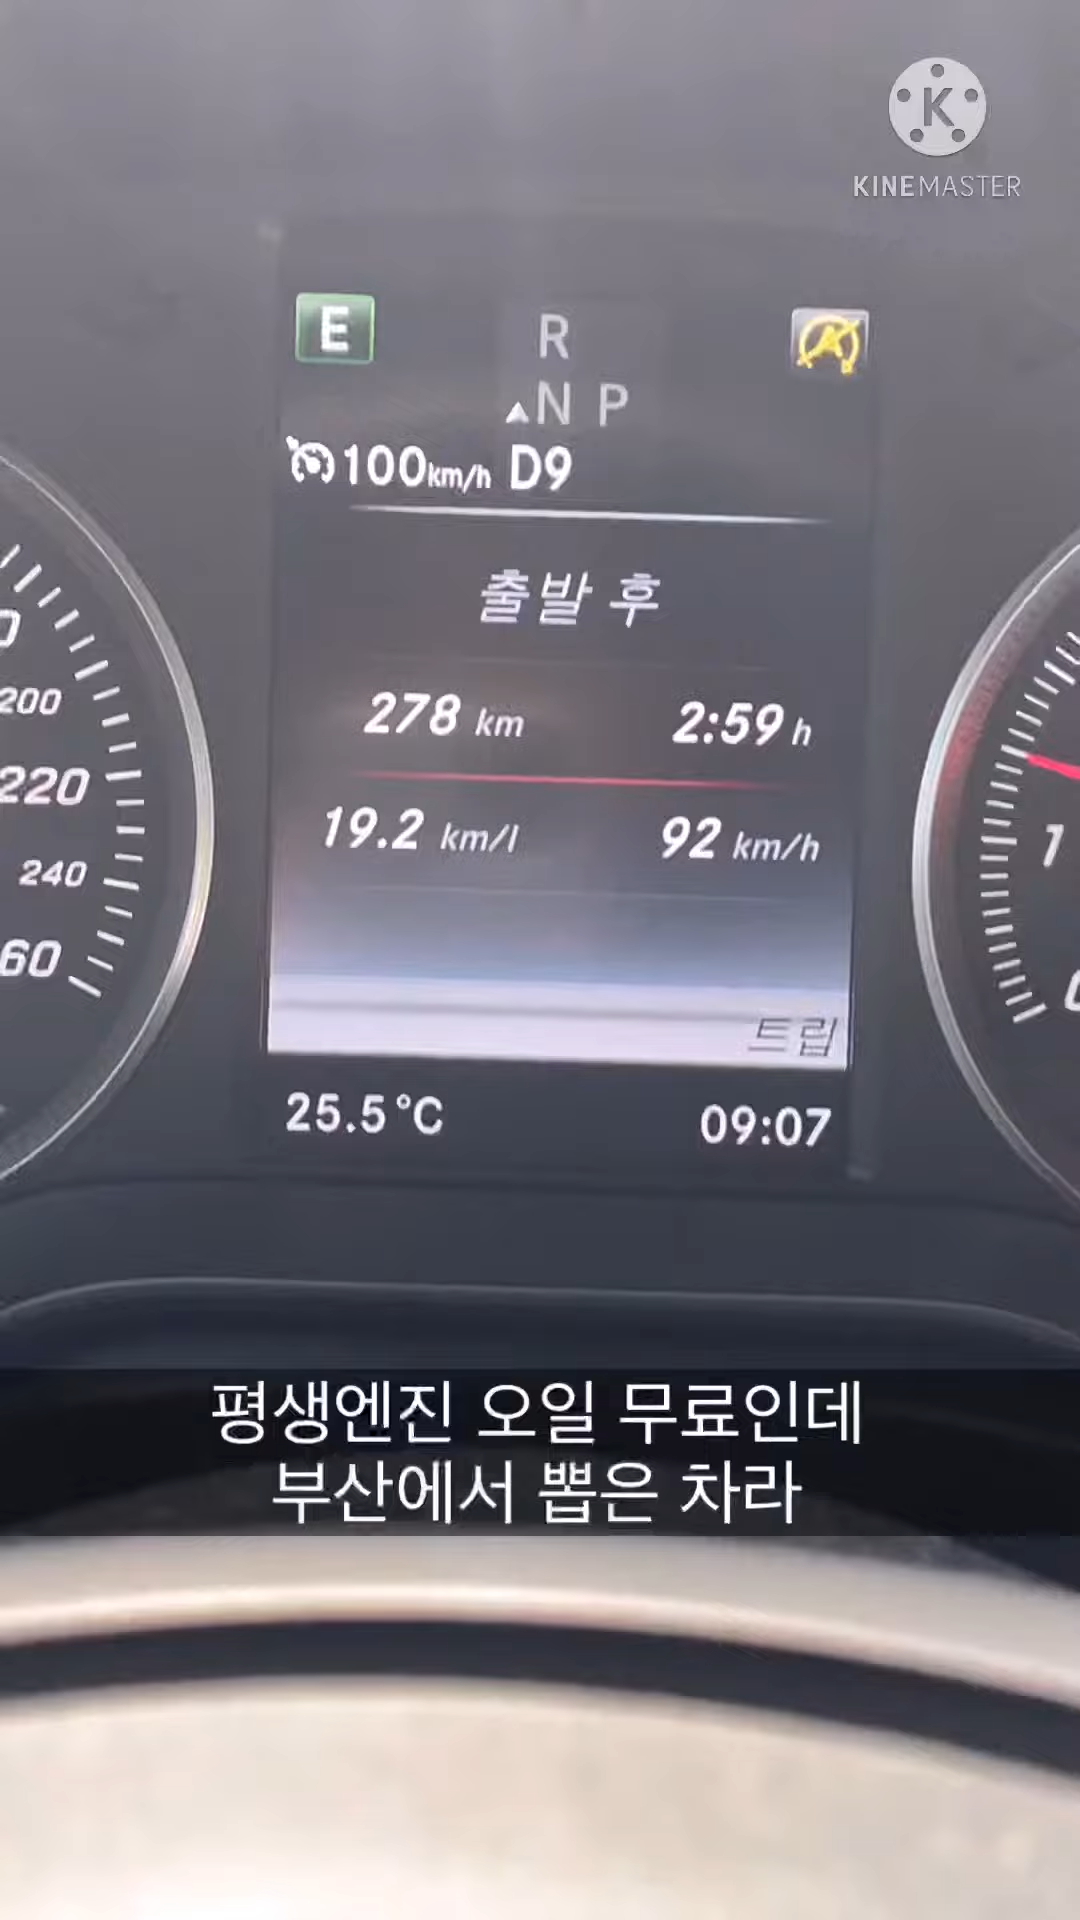 K
KINEMASTER
E
R
N P
100km/h D9
출발 후
278 km 2:59 h
19.2 km/l 92 km/h
트립
25.5°C 09:07
200
220
240
60
1
평생엔진 오일 무료인데
부산에서 뽑은 차라